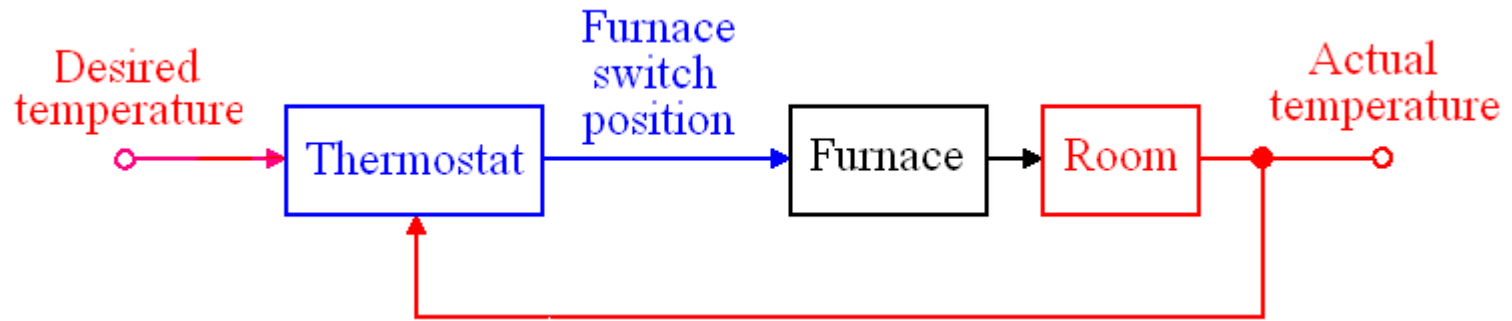 Desired
temperature
Thermostat
Furnace
switch
position
Furnace
Room
Actual
temperature